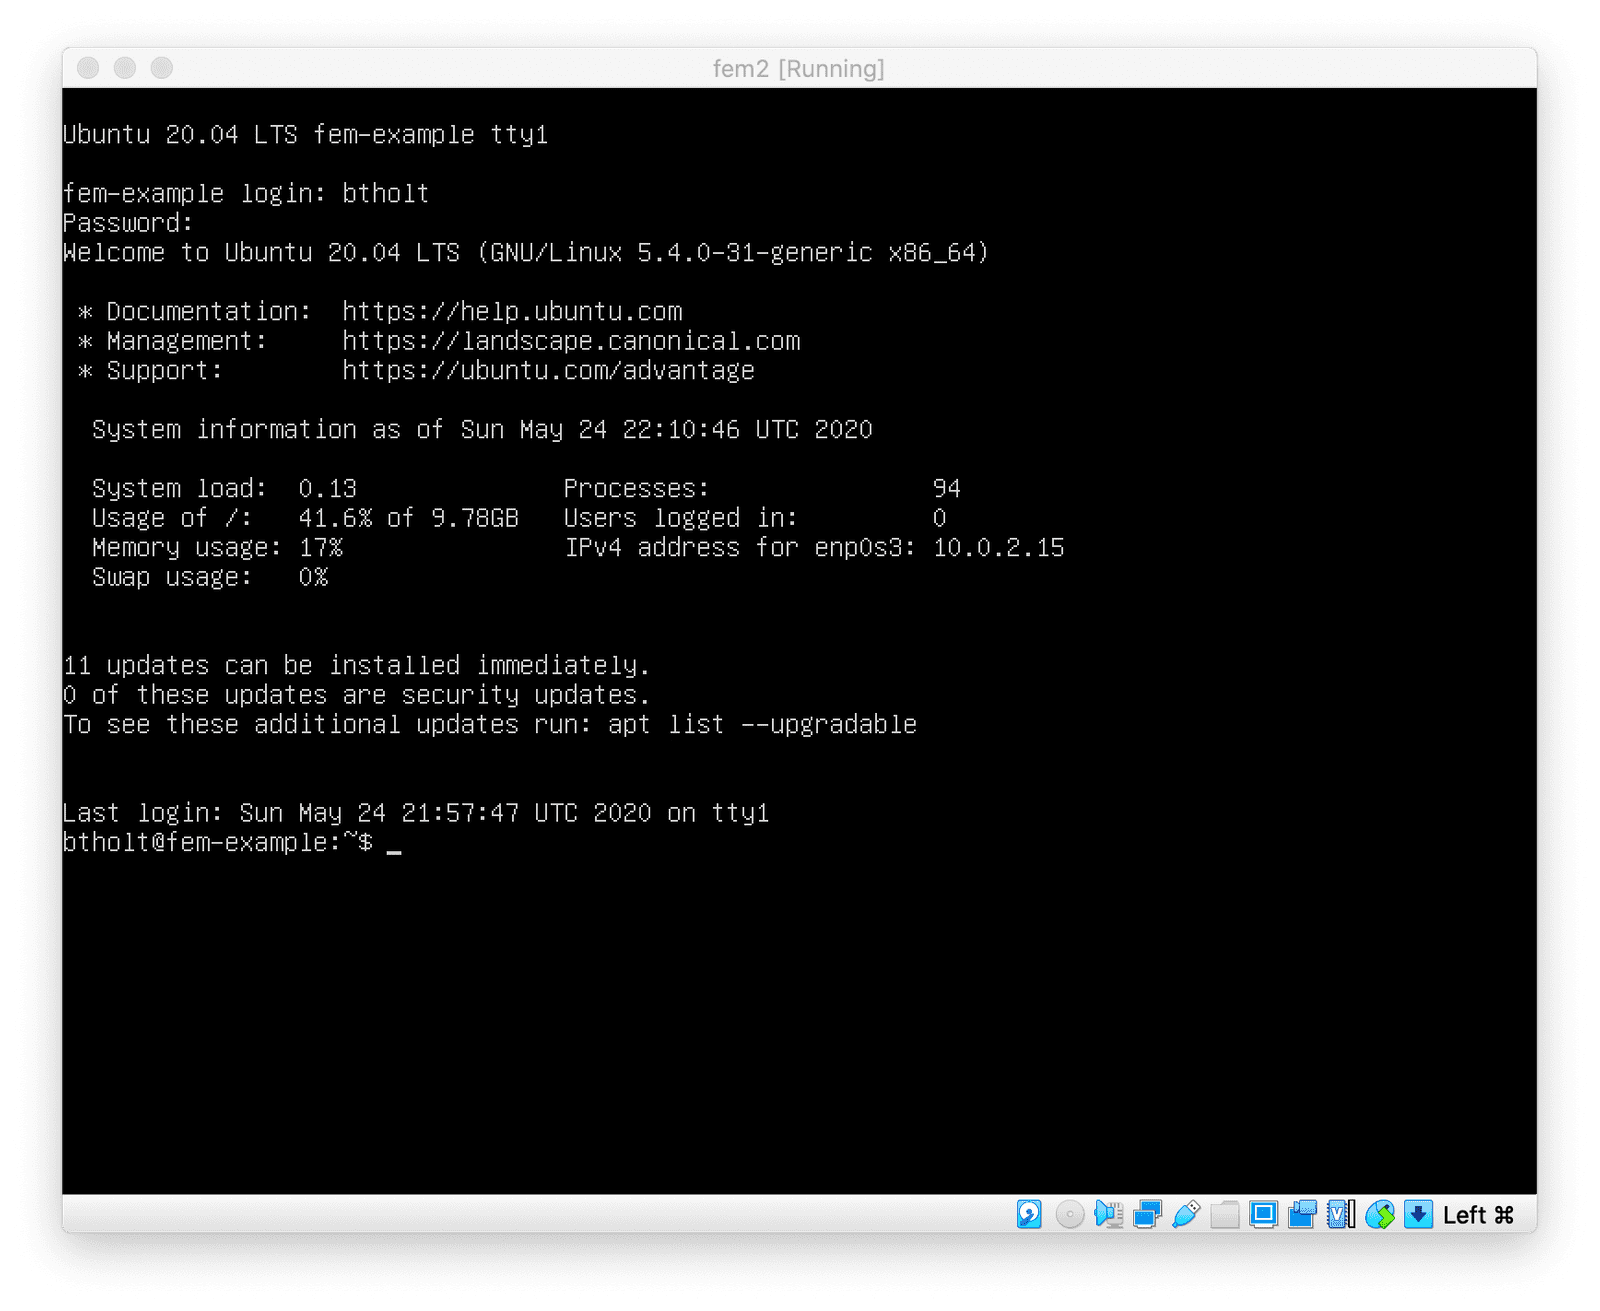 fem2 [Running]
Ubuntu 20.04 LTS fem-example tty1
fem-example login: btholt
Password:
Welcome to Ubuntu 20.04 LTS (GNU/Linux 5.4.0-31-generic x86_64)
* Documentation:  https://help.ubuntu.com
* Management:     https://landscape.canonical.com
* Support:        https://ubuntu.com/advantage
System information as of Sun May 24 22:10:46 UTC 2020
System load:  0.13              Processes:               94
Usage of /:   41.6% of 9.78GB   Users logged in:         0
Memory usage: 17%               IPv4 address for enp0s3: 10.0.2.15
Swap usage:   0%
11 updates can be installed immediately.
0 of these updates are security updates.
To see these additional updates run: apt list --upgradable
Last login: Sun May 24 21:57:47 UTC 2020 on tty1
btholt@fem-example:~$ _
Left ⌘